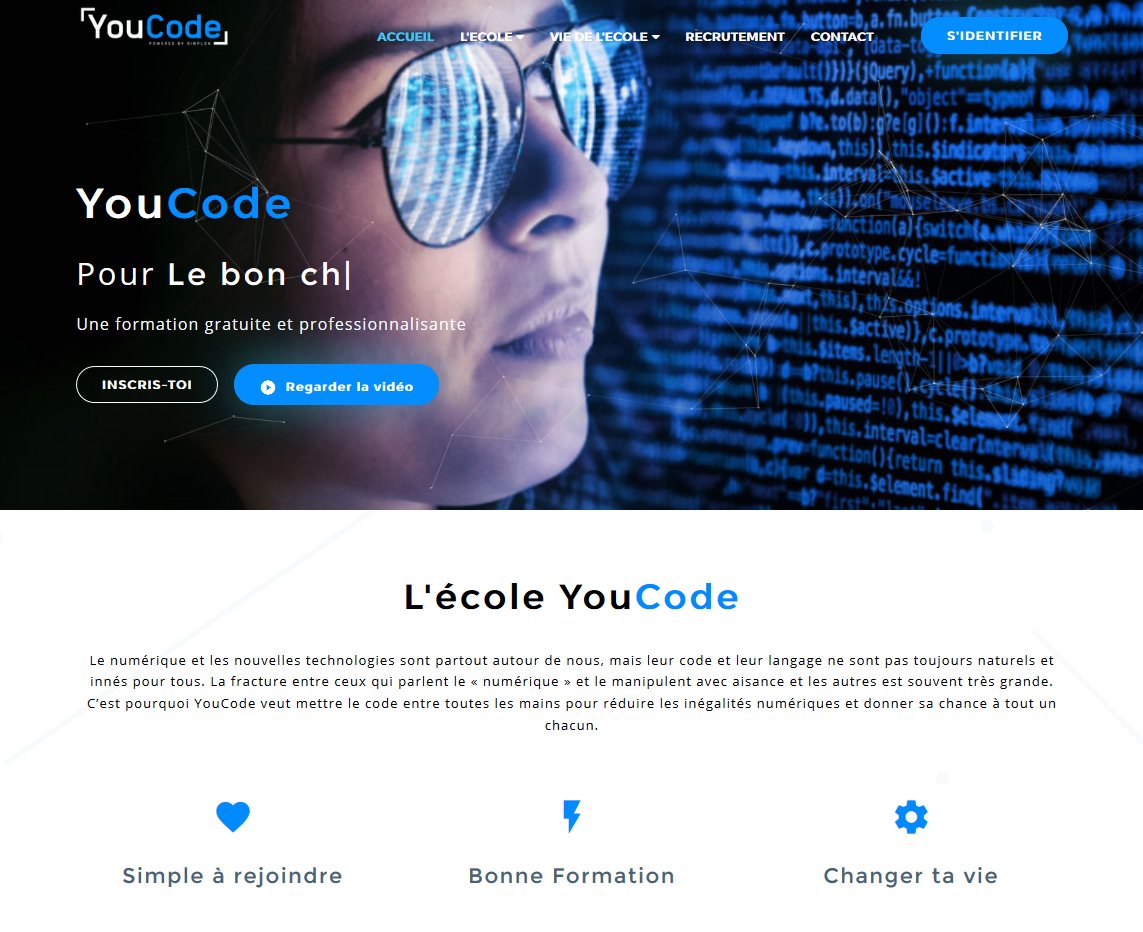 YouCode
POWERED BY SIMPLON
ACCUEIL L'ECOLE VIE DE L'ECOLE RECRUTEMENT CONTACT S'IDENTIFIER
YouCode
Pour Le bon ch|
Une formation gratuite et professionnalisante
INSCRIS-TOI Regarder la vidéo
L'école YouCode
Le numérique et les nouvelles technologies sont partout autour de nous, mais leur code et leur langage ne sont pas toujours naturels et
innés pour tous. La fracture entre ceux qui parlent le « numérique » et le manipulent avec aisance et les autres est souvent très grande.
C’est pourquoi YouCode veut mettre le code entre toutes les mains pour réduire les inégalités numériques et donner sa chance à tout un
chacun.
Simple à rejoindre Bonne Formation Changer ta vie